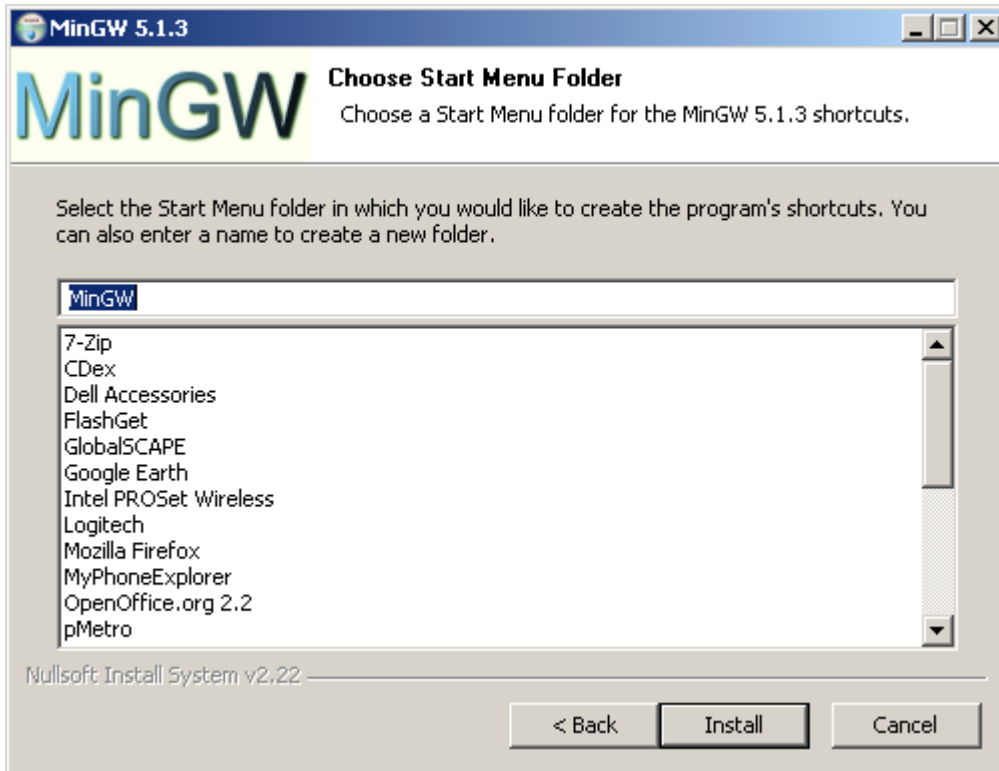 MinGW 5.1.3
MinGW
Choose Start Menu Folder
Choose a Start Menu folder for the MinGW 5.1.3 shortcuts.
Select the Start Menu folder in which you would like to create the program's shortcuts. You
can also enter a name to create a new folder.
MinGW
7-Zip
CDex
Dell Accessories
FlashGet
GlobalSCAPE
Google Earth
Intel PROSet Wireless
Logitech
Mozilla Firefox
MyPhoneExplorer
OpenOffice.org 2.2
pMetro
Nullsoft Install System v2.22
< Back Install Cancel